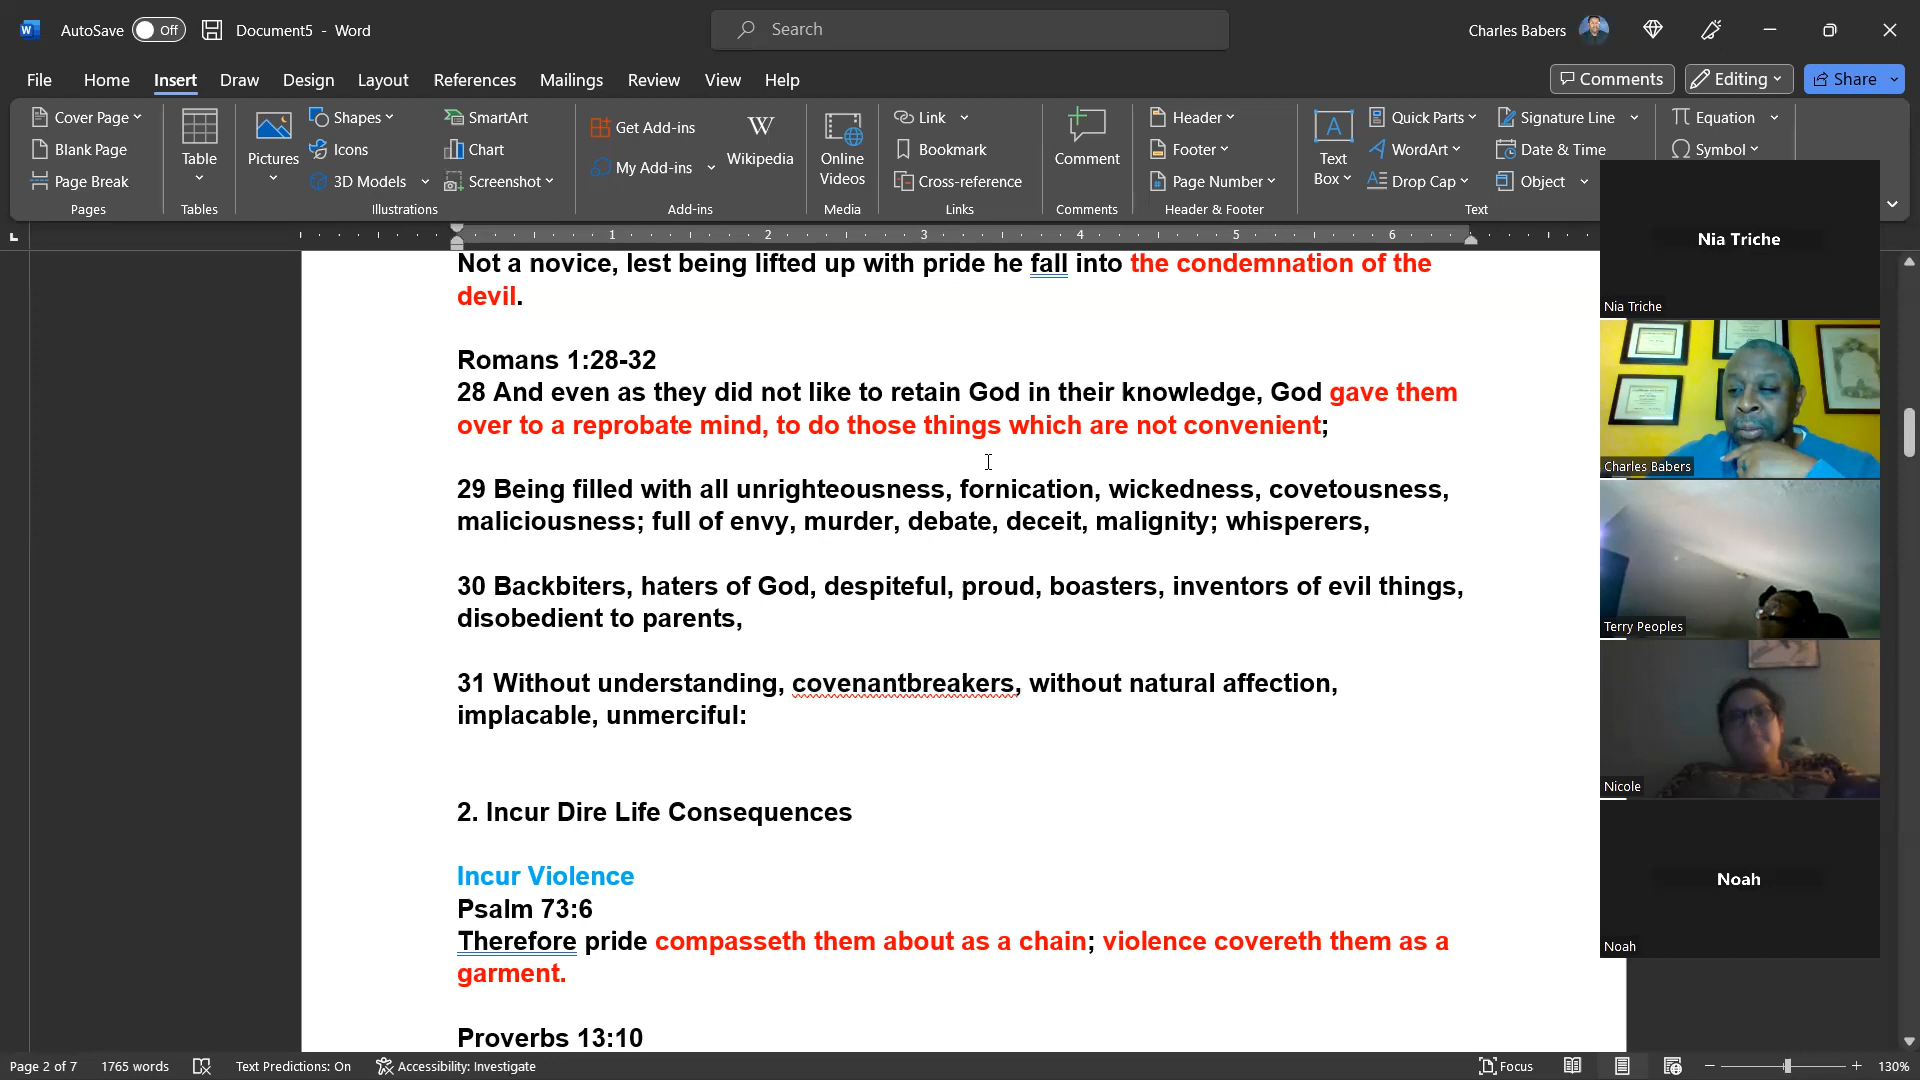 AutoSave Off Document5 - Word Search Charles Babers
File Home Insert Draw Design Layout References Mailings Review View Help Comments Editing Share
Cover Page
Blank Page
Page Break
Pages
Table
Tables
Pictures
Shapes
Icons
3D Models
SmartArt
Chart
Screenshot
Illustrations
Get Add-ins
My Add-ins
W
Wikipedia
Add-ins
Online
Videos
Media
Link
Bookmark
Cross-reference
Links
Comment
Comments
Header
Footer
Page Number
Header & Footer
A
Text
Box
Quick Parts
WordArt
Drop Cap
Signature Line
Date & Time
Object
Text
Equation
Symbol
1 2 3 4 5 6
Not a novice, lest being lifted up with pride he fall into the condemnation of the
devil.
Romans 1:28-32
28 And even as they did not like to retain God in their knowledge, God gave them
over to a reprobate mind, to do those things which are not convenient;
29 Being filled with all unrighteousness, fornication, wickedness, covetousness,
maliciousness; full of envy, murder, debate, deceit, malignity; whisperers,
30 Backbiters, haters of God, despiteful, proud, boasters, inventors of evil things,
disobedient to parents,
31 Without understanding, covenantbreakers, without natural affection,
implacable, unmerciful:
2. Incur Dire Life Consequences
Incur Violence
Psalm 73:6
Therefore pride compasseth them about as a chain; violence covereth them as a
garment.
Proverbs 13:10
Nia Triche
Nia Triche
Charles Babers
Terry Peoples
Nicole
Noah
Noah
Page 2 of 7 1765 words Text Predictions: On Accessibility: Investigate Focus 130%